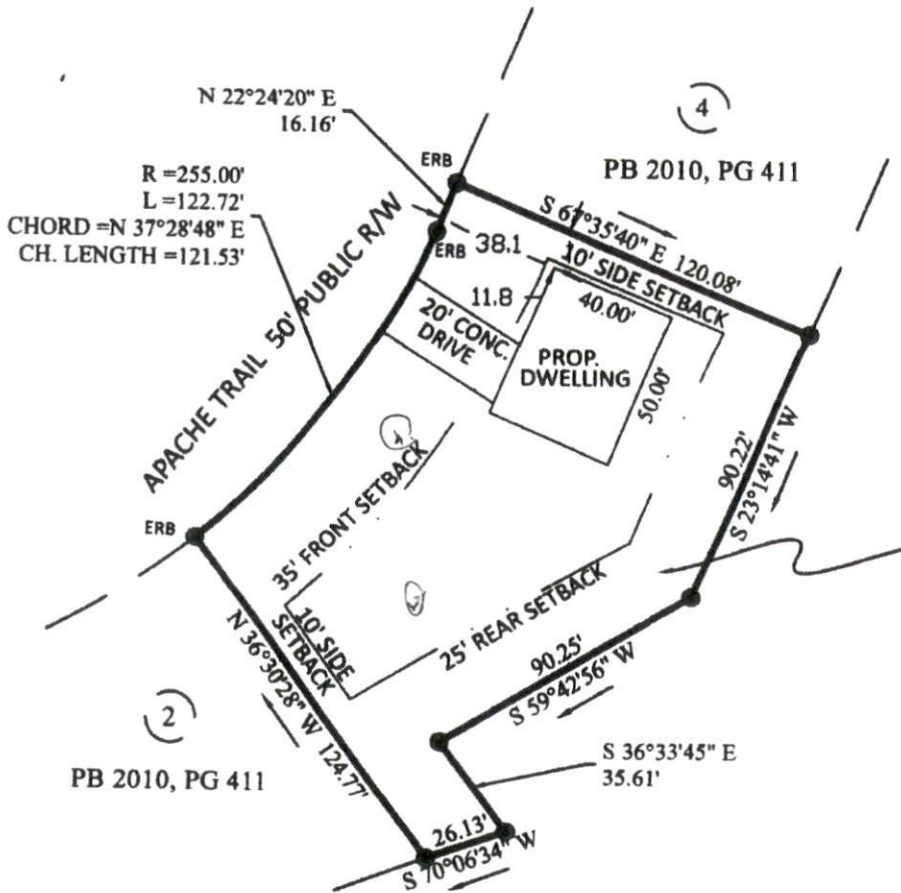 N 22°24'20" E
16.16'
4
PB 2010, PG 411
R =255.00'
L =122.72'
CHORD =N 37°28'48" E
CH. LENGTH =121.53'
ERB
ERB
S 67°35'40" E 120.08'
10' SIDE SETBACK
38.1
11.8
40.00'
20' CONC.
DRIVE
PROP.
DWELLING
50.00'
APACHE TRAIL 50' PUBLIC R/W
90.22'
S 23°14'41" W
ERB
35' FRONT SETBACK
10' SIDE
SETBACK
25' REAR SETBACK
90.25'
S 59°42'56" W
N 36°30'28" W 124.77'
2
PB 2010, PG 411
S 36°33'45" E
35.61'
26.13'
S 70°06'34" W